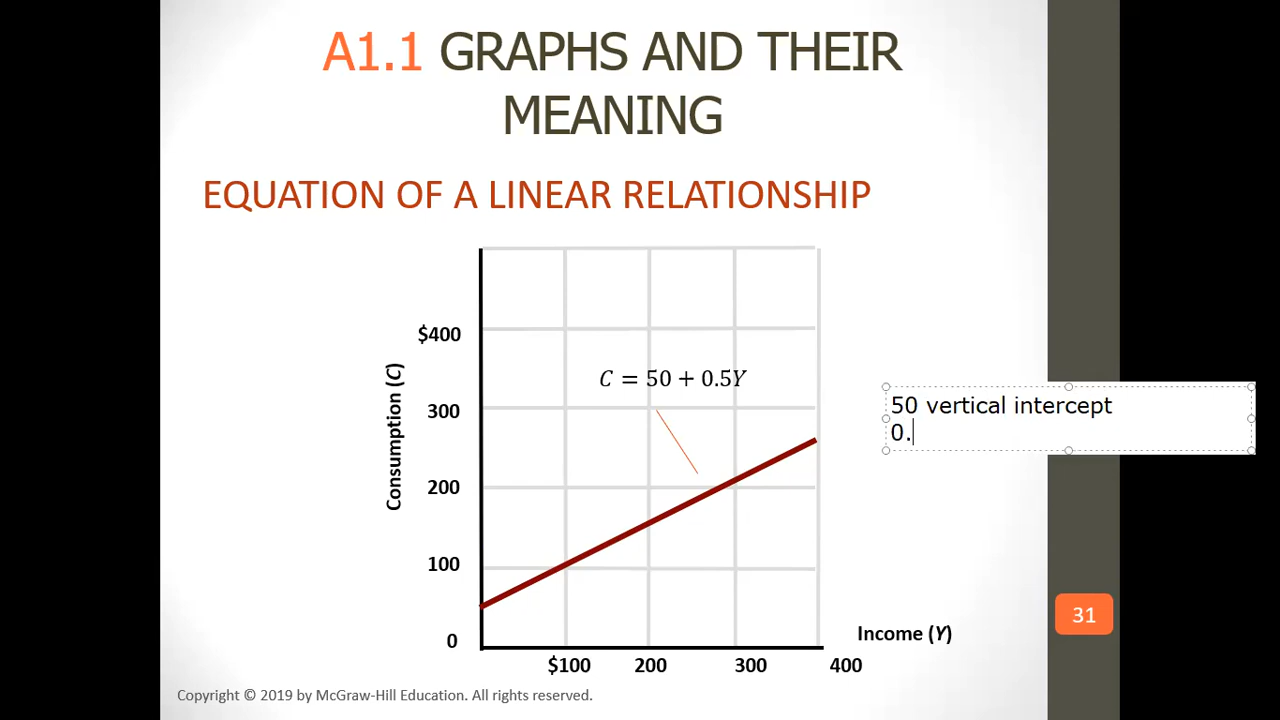 A1.1 GRAPHS AND THEIR
MEANING
EQUATION OF A LINEAR RELATIONSHIP
Consumption (C)
$400
300
200
100
0
C = 50 + 0.5Y
$100 200 300 400
Income (Y)
50 vertical intercept
0.
31
Copyright © 2019 by McGraw-Hill Education. All rights reserved.